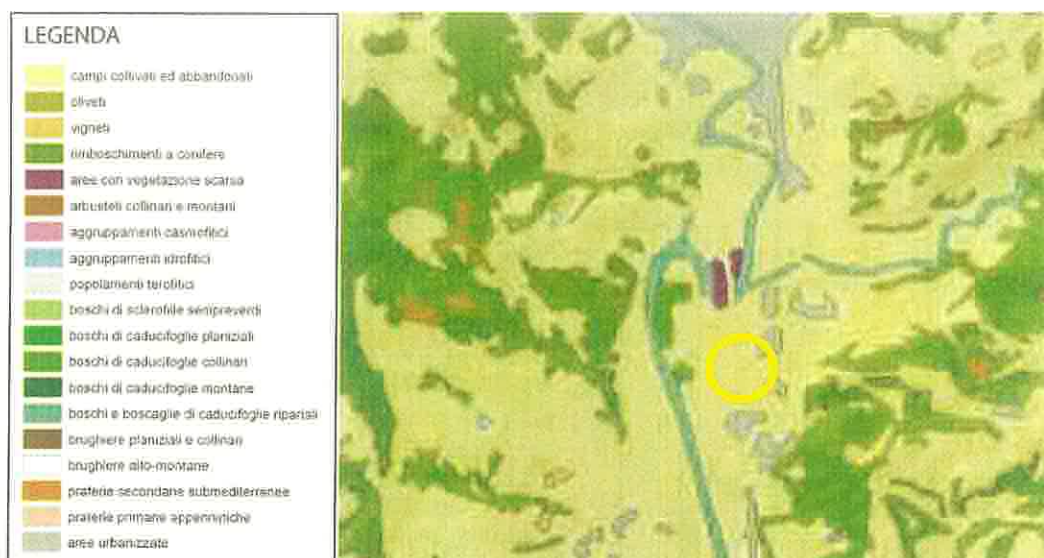 LEGENDA
campi coltivati ed abbandonati
oliveti
vigneti
rimboschimenti a conifere
aree con vegetazione scarsa
arbusteti collinari e montani
aggruppamenti casmofitici
aggruppamenti idrofitici
popolamenti terofitici
boschi di sclerofille sempreverdi
boschi di caducifoglie planiziali
boschi di caducifoglie collinari
boschi di caducifoglie montane
boschi e boscaglie di caducifoglie ripariali
brughiere planiziali e collinari
brughiere alto-montane
praterie secondarie submediterranee
praterie primarie appenniniche
aree urbanizzate